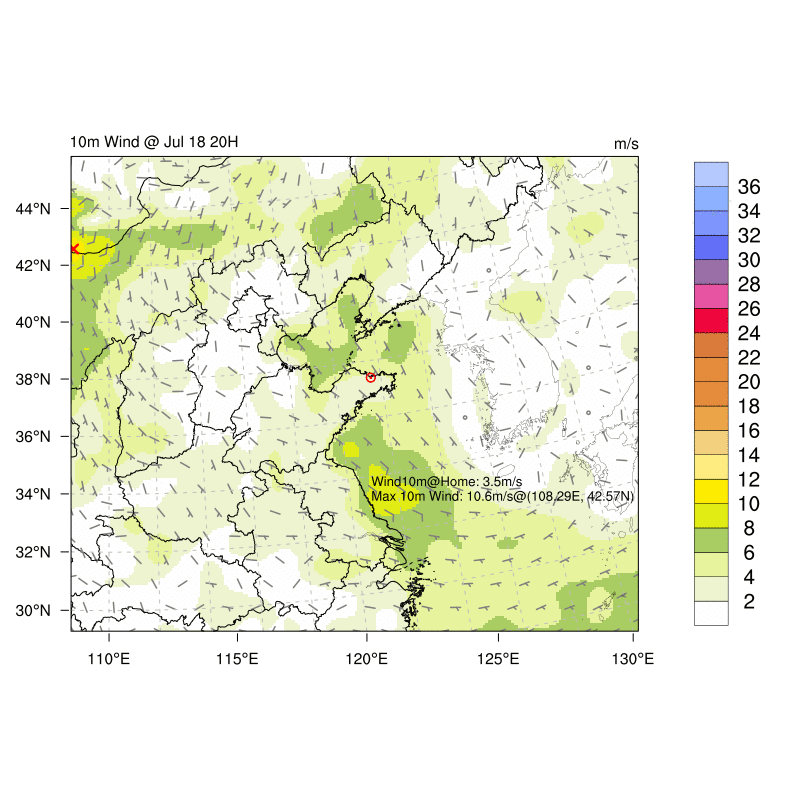 10m Wind @ Jul 18 20H
m/s
44°N
42°N
40°N
38°N
36°N
34°N
32°N
30°N
Wind10m@Home: 3.5m/s
Max 10m Wind: 10.6m/s@(108.29E, 42.57N)
110°E
115°E
120°E
125°E
130°E
36
34
32
30
28
26
24
22
20
18
16
14
12
10
8
6
4
2